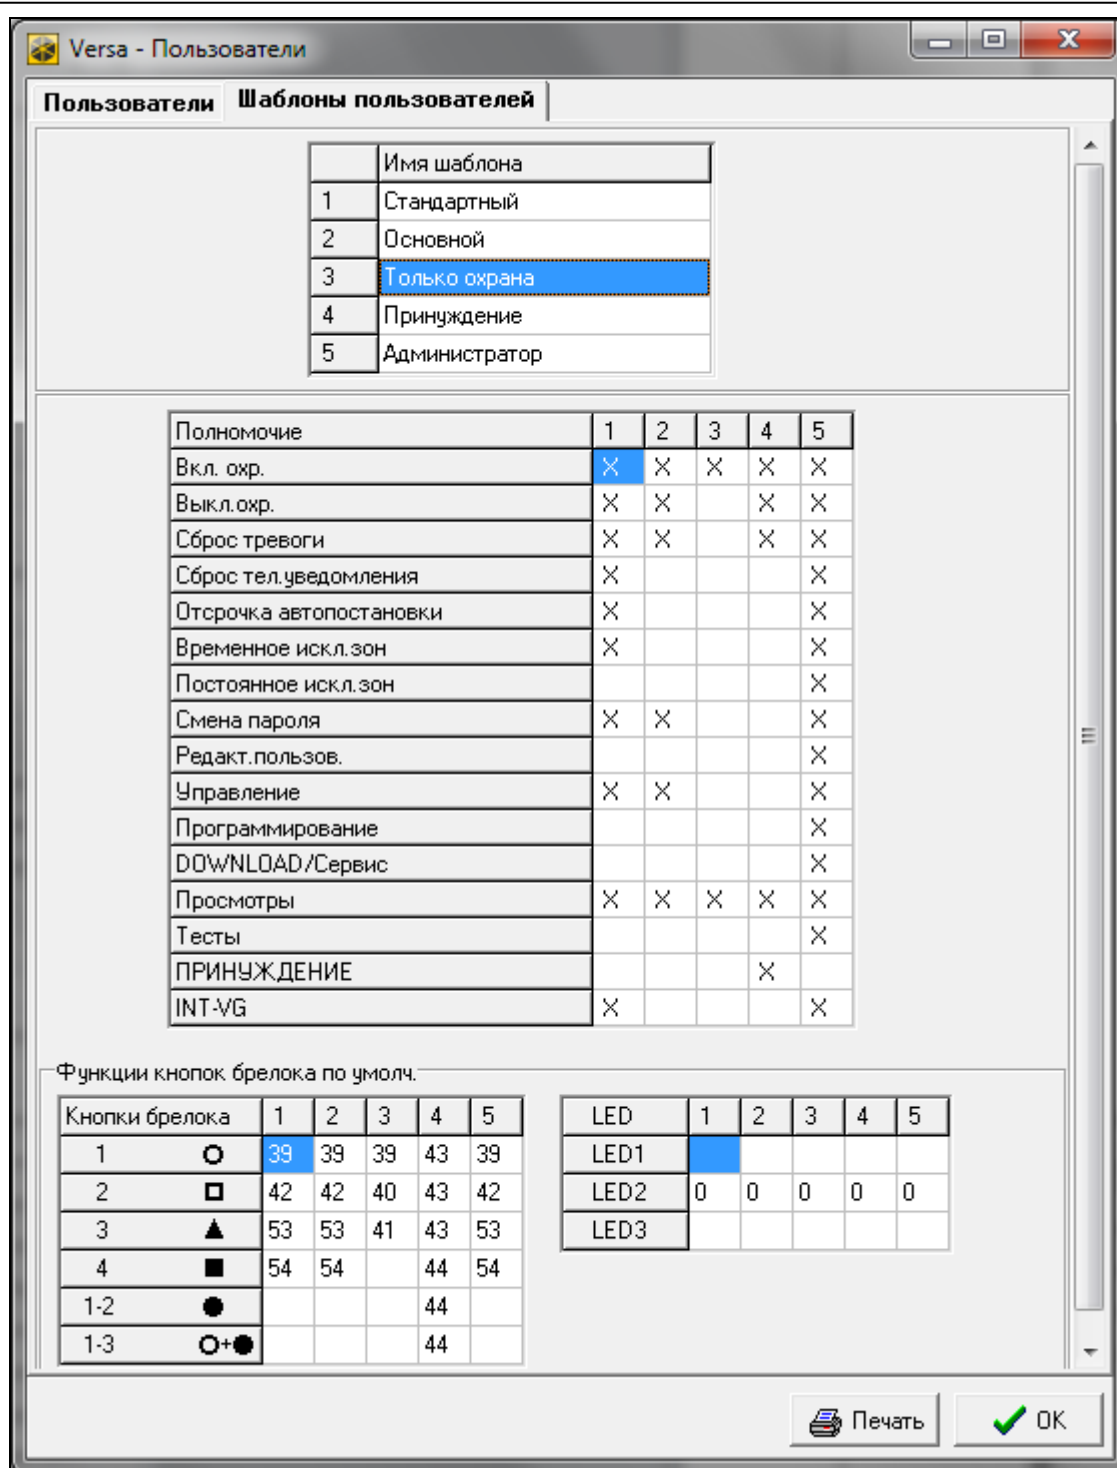 Versa - Пользователи
Пользователи Шаблоны пользователей
Имя шаблона
1 Стандартный
2 Основной
3 Только охрана
4 Принуждение
5 Администратор
Полномочие 1 2 3 4 5
Вкл. охр. X X X X X
Выкл.охр. X X X X
Сброс тревоги X X X X
Сброс тел.уведомления X X
Отсрочка автопостановки X X
Временное искл.зон X X
Постоянное искл.зон X
Смена пароля X X X
Редакт.пользов. X
Управление X X X
Программирование X
DOWNLOAD/Сервис X
Просмотры X X X X X
Тесты X
ПРИНУЖДЕНИЕ X
INT-VG X X
Функции кнопок брелока по умолч.
Кнопки брелока 1 2 3 4 5
1 39 39 39 43 39
2 42 42 40 43 42
3 53 53 41 43 53
4 54 54 44 54
1-2 44
1-3 + 44
LED 1 2 3 4 5
LED1
LED2 0 0 0 0 0
LED3
Печать OK